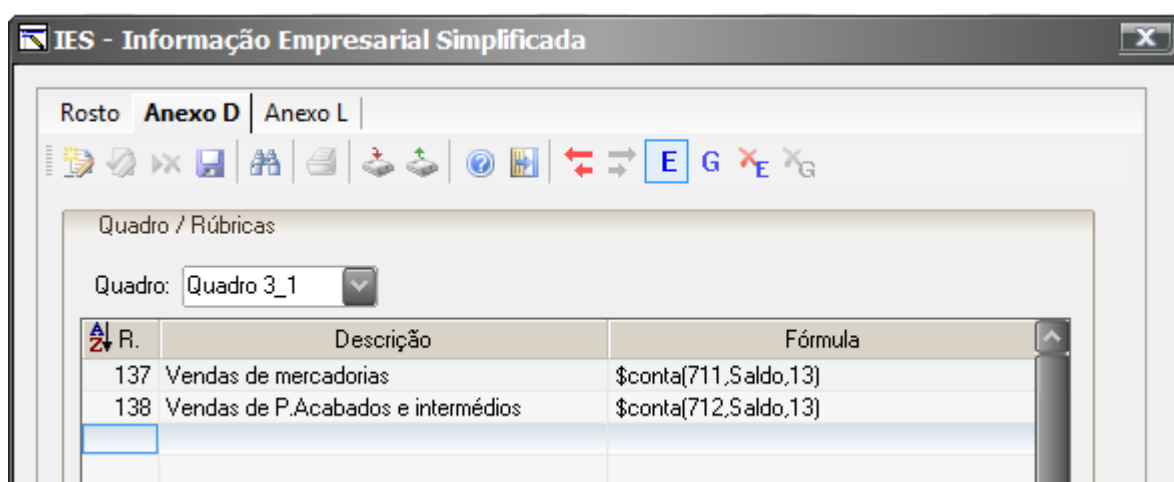 IES - Informação Empresarial Simplificada
Rosto Anexo D Anexo L
E G E G
Quadro / Rúbricas
Quadro: Quadro 3_1
R. Descrição Fórmula
137 Vendas de mercadorias $conta(711,Saldo,13)
138 Vendas de P.Acabados e intermédios $conta(712,Saldo,13)